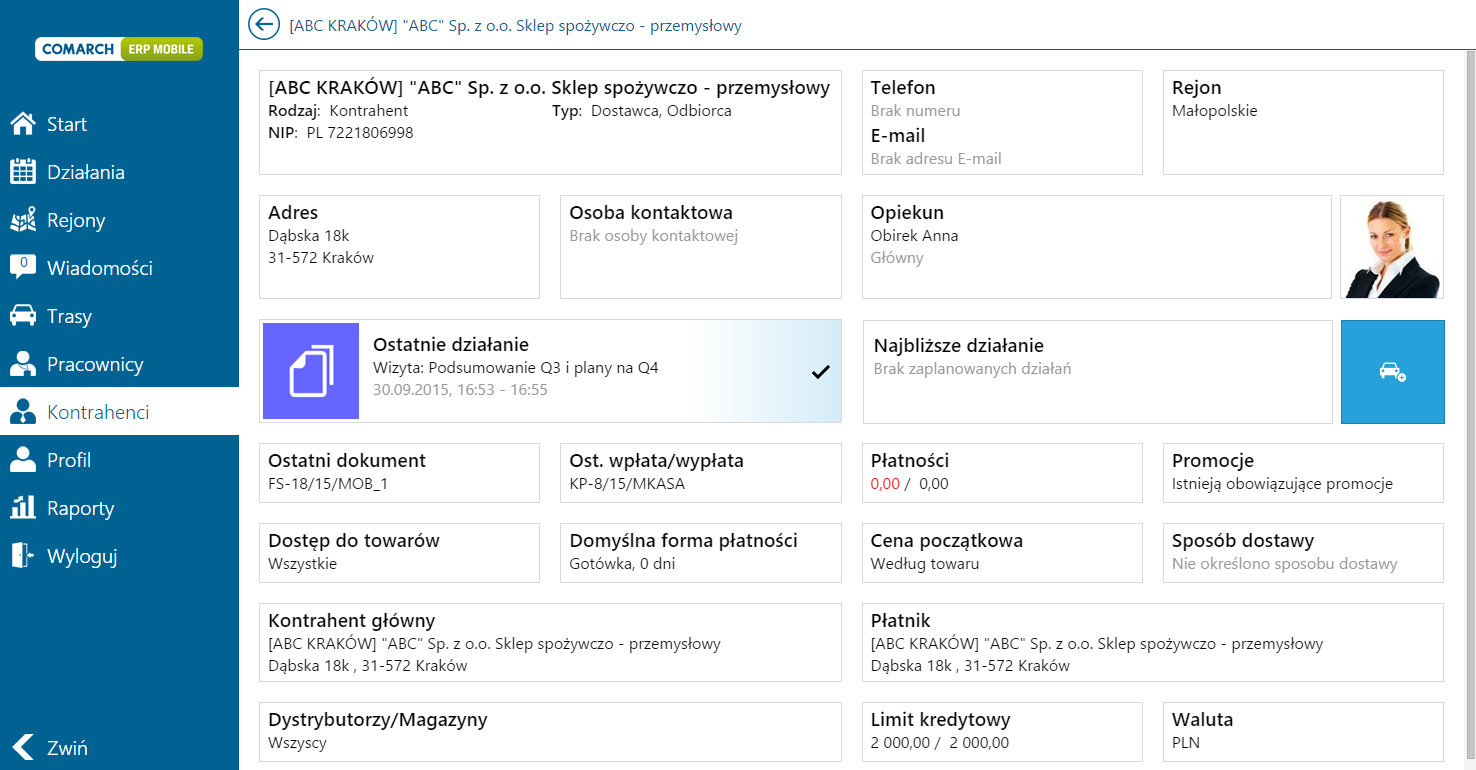 COMARCH ERP MOBILE
Start
Działania
Rejony
0
Wiadomości
Trasy
Pracownicy
Kontrahenci
Profil
Raporty
Wyloguj
Zwiń
[ABC KRAKÓW] "ABC" Sp. z o.o. Sklep spożywczo - przemysłowy
[ABC KRAKÓW] "ABC" Sp. z o.o. Sklep spożywczo - przemysłowy
Rodzaj: Kontrahent Typ: Dostawca, Odbiorca
NIP: PL 7221806998
Telefon
Brak numeru
E-mail
Brak adresu E-mail
Rejon
Małopolskie
Adres
Dąbska 18k
31-572 Kraków
Osoba kontaktowa
Brak osoby kontaktowej
Opiekun
Obirek Anna
Główny
Ostatnie działanie
Wizyta: Podsumowanie Q3 i plany na Q4
30.09.2015, 16:53 - 16:55
Najbliższe działanie
Brak zaplanowanych działań
Ostatni dokument
FS-18/15/MOB_1
Ost. wpłata/wypłata
KP-8/15/MKASA
Płatności
0,00 / 0,00
Promocje
Istnieją obowiązujące promocje
Dostęp do towarów
Wszystkie
Domyślna forma płatności
Gotówka, 0 dni
Cena początkowa
Według towaru
Sposób dostawy
Nie określono sposobu dostawy
Kontrahent główny
[ABC KRAKÓW] "ABC" Sp. z o.o. Sklep spożywczo - przemysłowy
Dąbska 18k , 31-572 Kraków
Płatnik
[ABC KRAKÓW] "ABC" Sp. z o.o. Sklep spożywczo - przemysłowy
Dąbska 18k , 31-572 Kraków
Dystrybutorzy/Magazyny
Wszyscy
Limit kredytowy
2 000,00 / 2 000,00
Waluta
PLN